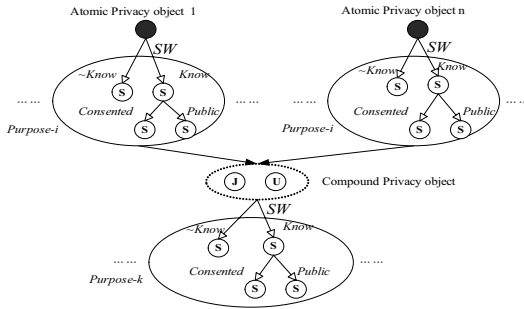 Atomic Privacy object 1
Atomic Privacy object n
SW
SW
~Know
Know
~Know
Know
S
S
S
S
...... Consented Public ...... Consented Public ......
S
S
S
S
Purpose-i
Purpose-i
J
U
Compound Privacy object
SW
~Know
Know
S
S
......
......
Consented
Public
Purpose-k
S
S